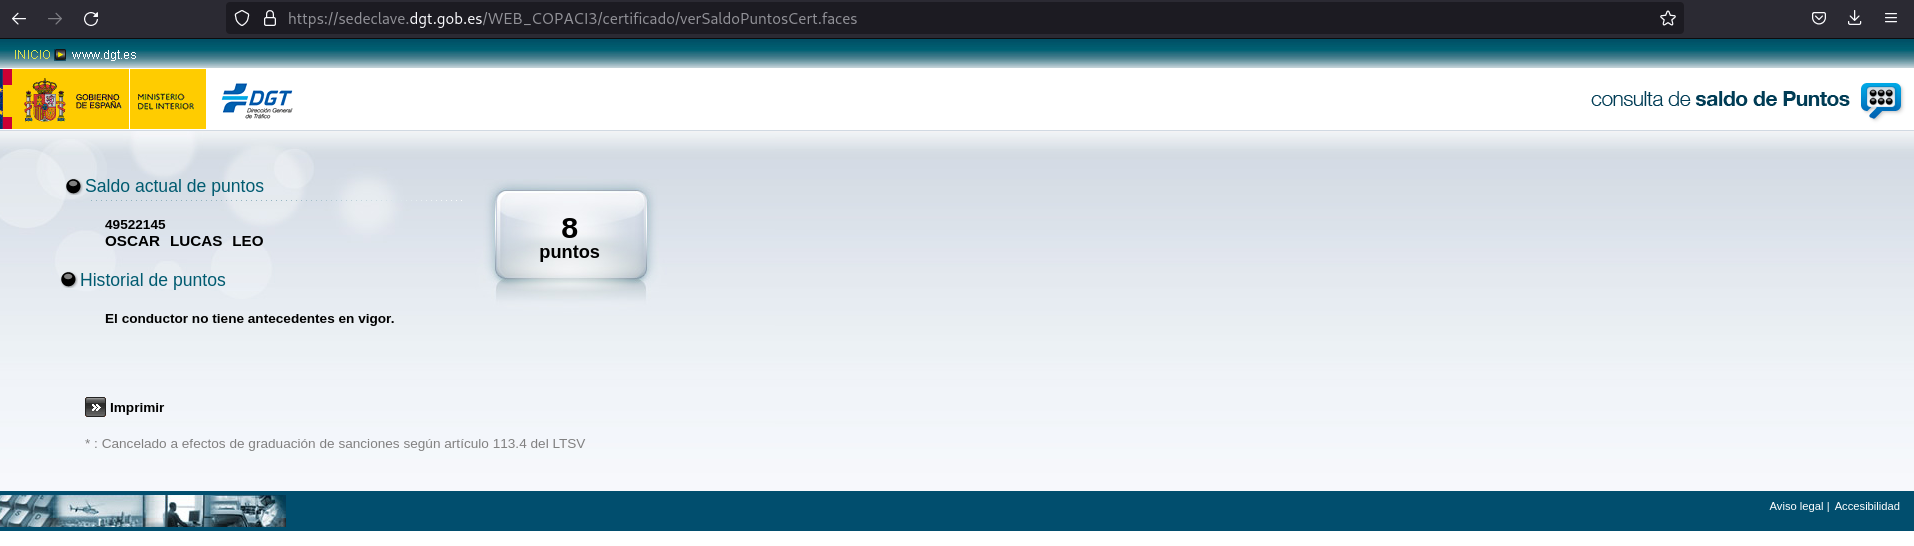 https://sedeclave.dgt.gob.es/WEB_COPACI3/certificado/verSaldoPuntosCert.faces
INICIO www.dgt.es
GOBIERNO DE ESPAÑA
MINISTERIO DEL INTERIOR
DGT
Dirección General
de Tráfico
consulta de saldo de Puntos
Saldo actual de puntos
49522145
OSCAR LUCAS LEO
8
puntos
Historial de puntos
El conductor no tiene antecedentes en vigor.
Imprimir
* : Cancelado a efectos de graduación de sanciones según artículo 113.4 del LTSV
Aviso legal | Accesibilidad